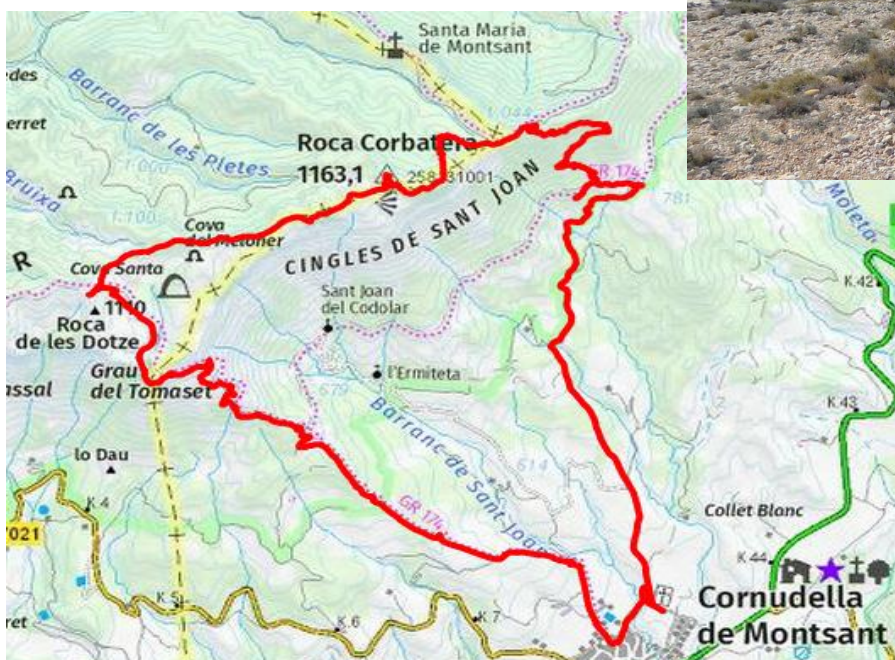 Santa Maria
de Montsant
edes
erret
Barranc de les Pletes
1·044
Roca Corbatera
1163,1
258131001
GR 174
781
Moleta
Bruixa
1·000
1·100
CINGLES DE SANT JOAN
Cova
del Meloner
R
Cova Santa
K.42
Sant Joan
del Codolar
Roca
de les Dotze
Grau
del Tomaset
assal
679
l'Ermiteta
Barranc de Sant Joan
K.43
614
lo Dau
K.4
GR 174
Collet Blanc
7021
K.44
K.5
Cornudella
de Montsant
ret
K.6
K.7